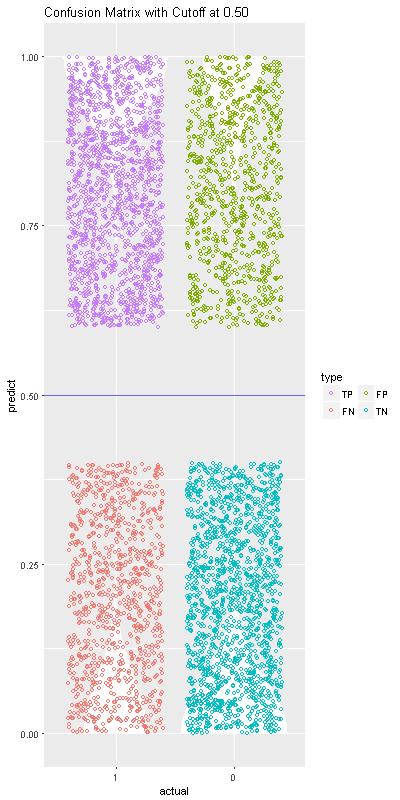 Confusion Matrix with Cutoff at 0.50
1.00
0.75
0.50
0.25
0.00
predict
1 0
actual
type
TP FP
FN TN